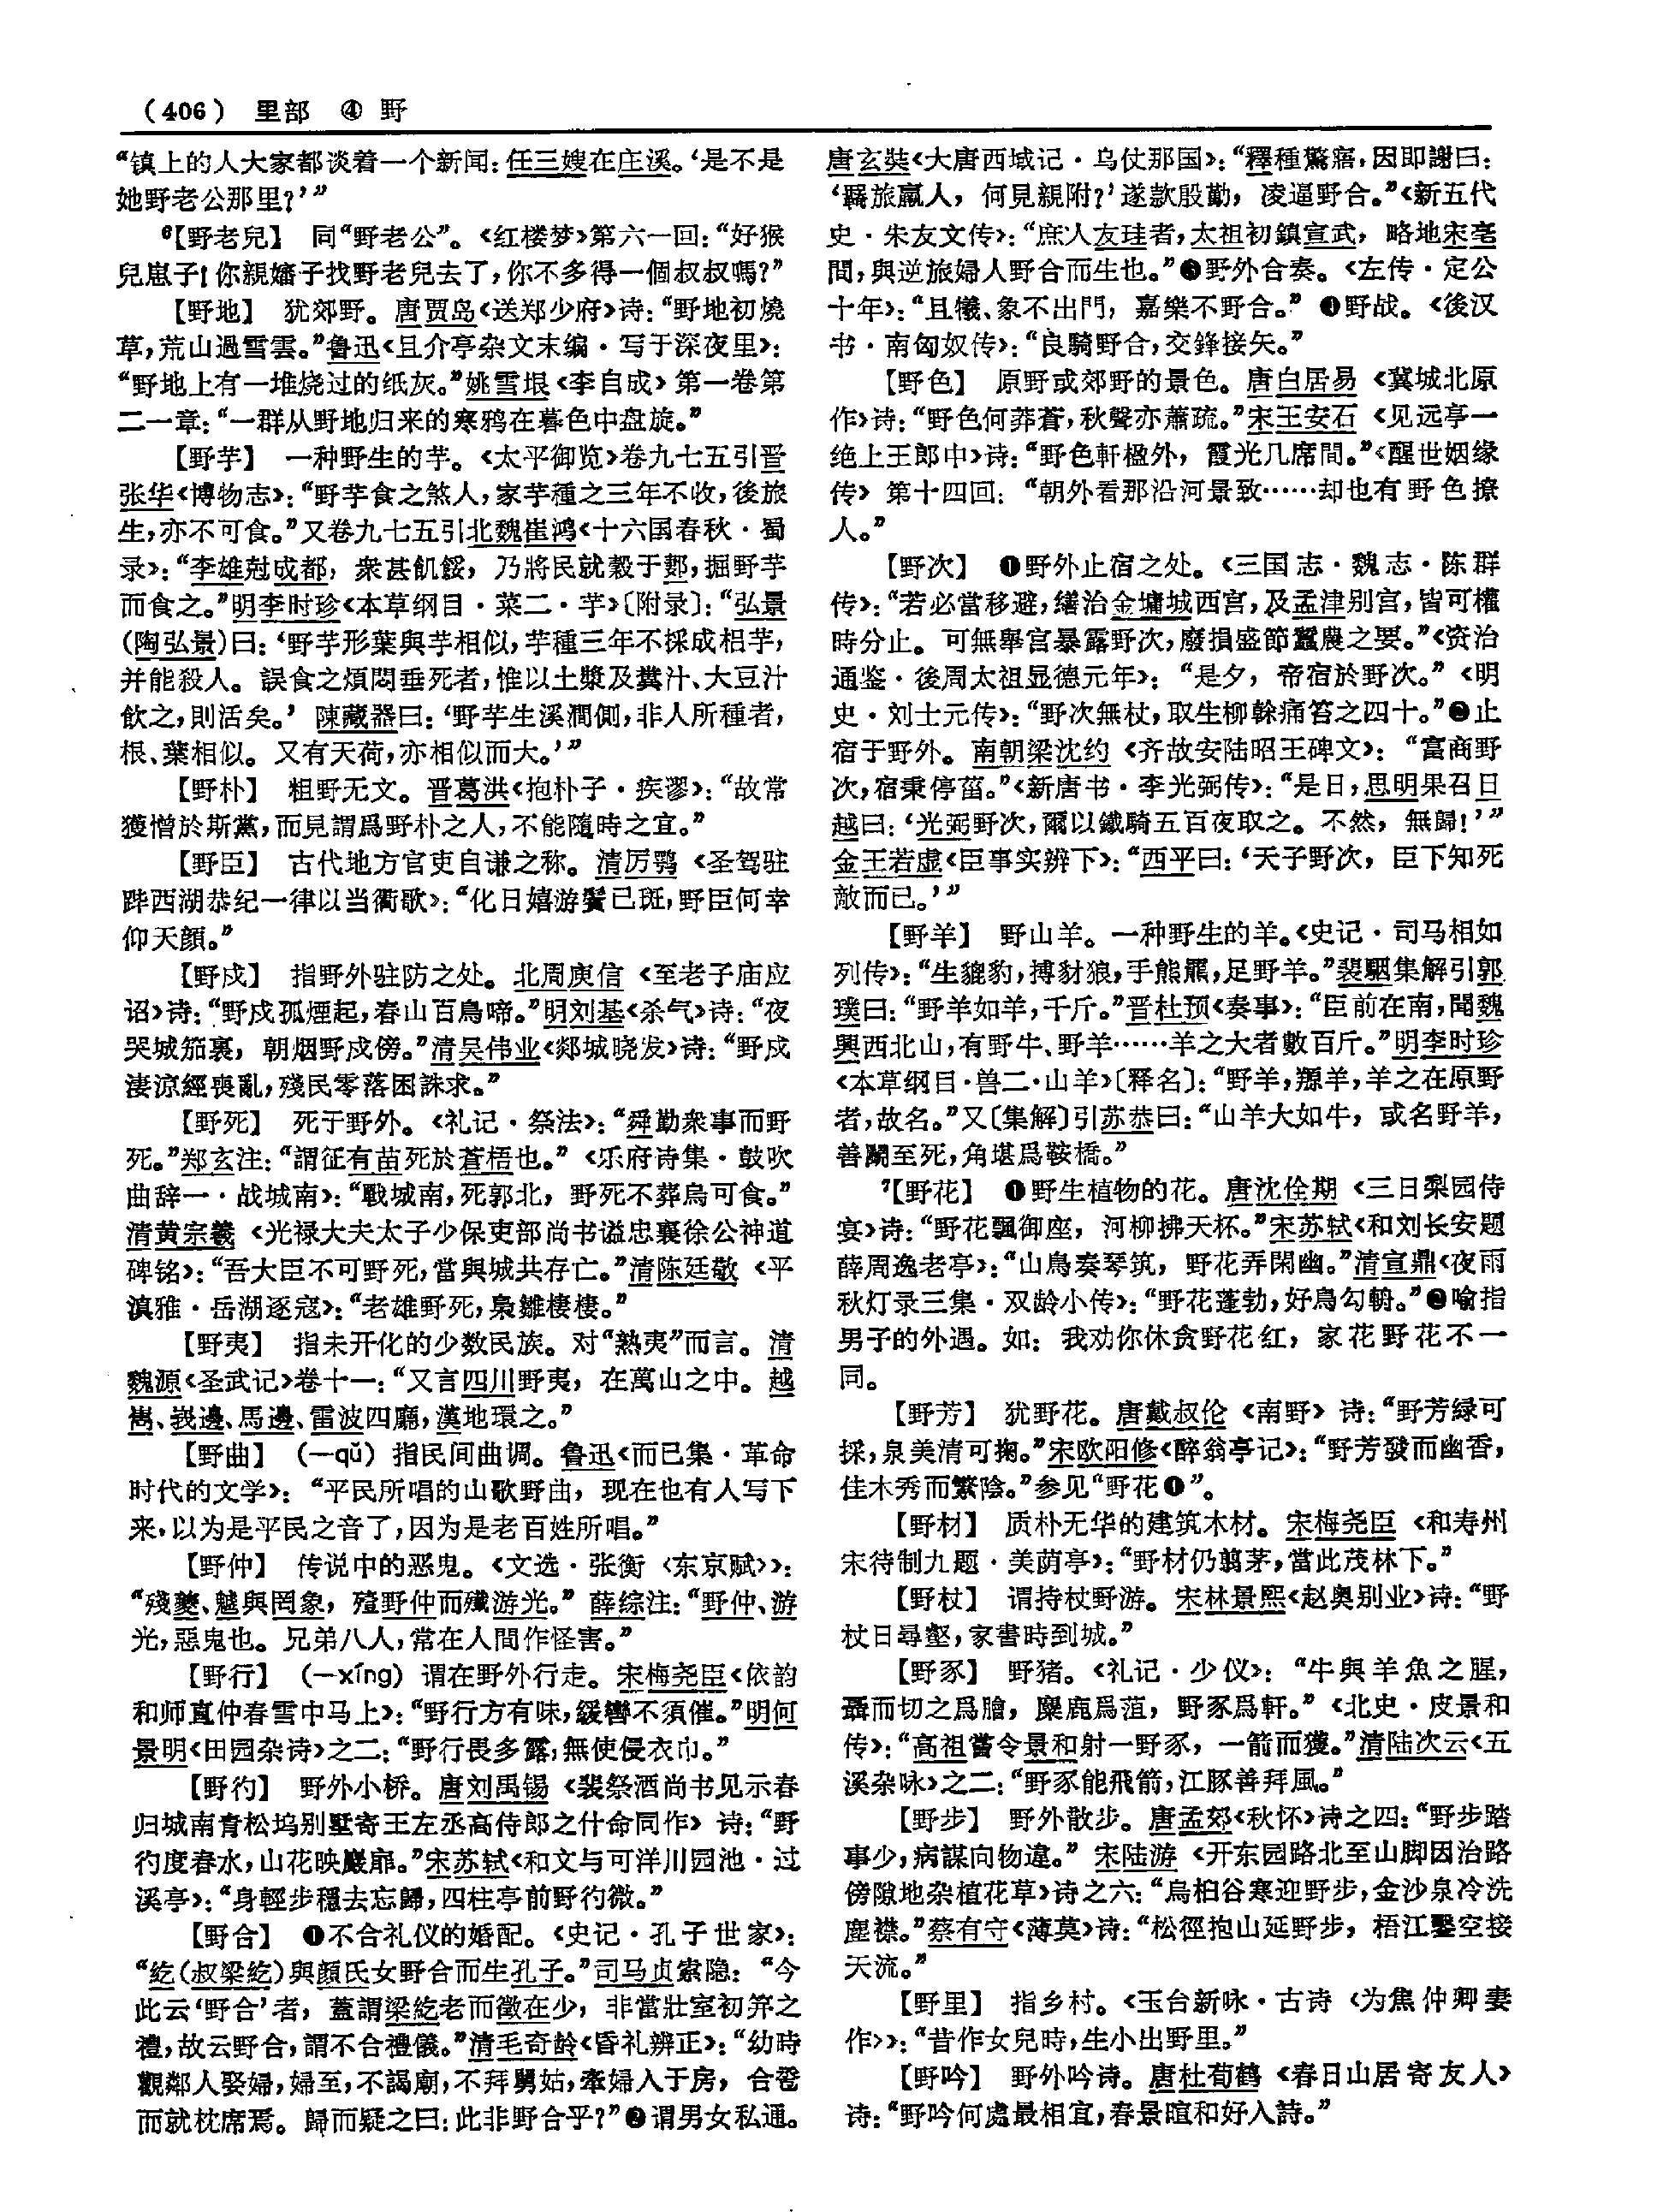 （406） 里部 ④ 野
“镇上的人大家都谈着一个新闻：任三嫂在庄溪。‘是不是
她野老公那里？’”
⁶【野老兒】 同“野老公”。《红楼梦》第六一回：“好猴
兒崽子！你親嬸子找野老兒去了，你不多得一個叔叔嗎？”
【野地】 犹郊野。唐贾岛《送郑少府》诗：“野地初燒
草，荒山過雪雲。”鲁迅《且介亭杂文末编·写于深夜里》：
“野地上有一堆烧过的纸灰。”姚雪垠《李自成》第一卷第
二一章：“一群从野地归来的寒鸦在暮色中盘旋。”
【野芋】 一种野生的芋。《太平御览》卷九七五引晋
张华《博物志》：“野芋食之煞人，家芋種之三年不收，後旅
生，亦不可食。”又卷九七五引北魏崔鸿《十六国春秋·蜀
录》：“李雄尅成都，衆甚飢餒，乃將民就穀于郪，掘野芋
而食之。”明李时珍《本草纲目·菜二·芋》〔附录〕：“弘景
（陶弘景）曰：‘野芋形葉與芋相似，芋種三年不採成梠芋，
并能殺人。誤食之煩悶垂死者，惟以土漿及糞汁、大豆汁
飲之，則活矣。’陳藏器曰：‘野芋生溪澗側，非人所種者，
根、葉相似。又有天荷，亦相似而大。’”
【野朴】 粗野无文。晋葛洪《抱朴子·疾谬》：“故常
獲憎於斯黨，而見謂爲野朴之人，不能隨時之宜。”
【野臣】 古代地方官吏自谦之称。清厉鹗《圣驾驻
跸西湖恭纪一律以当衢歌》：“化日嬉游鬢已斑，野臣何幸
仰天顔。”
【野戍】 指野外驻防之处。北周庾信《至老子庙应
诏》诗：“野戍孤煙起，春山百鳥啼。”明刘基《杀气》诗：“夜
哭城笳裏，朝烟野戍傍。”清吴伟业《郯城晓发》诗：“野戍
淒涼經喪亂，殘民零落困誅求。”
【野死】 死于野外。《礼记·祭法》：“舜勤衆事而野
死。”郑玄注：“謂征有苗死於蒼梧也。”《乐府诗集·鼓吹
曲辞一·战城南》：“戰城南，死郭北，野死不葬烏可食。”
清黄宗羲《光禄大夫太子少保吏部尚书谥忠襄徐公神道
碑铭》：“吾大臣不可野死，當與城共存亡。”清陈廷敬《平
滇雅·岳湖逐寇》：“老雄野死，梟雛棲棲。”
【野夷】 指未开化的少数民族。对“熟夷”而言。清
魏源《圣武记》卷十一：“又言四川野夷，在萬山之中。越
嶲、峩邊、馬邊、雷波四廳，漢地環之。”
【野曲】 （—qǔ）指民间曲调。鲁迅《而已集·革命
时代的文学》：“平民所唱的山歌野曲，现在也有人写下
来，以为是平民之音了，因为是老百姓所唱。”
【野仲】 传说中的恶鬼。《文选·张衡〈东京赋〉》：
“殘夔、魖與罔象，殪野仲而殲游光。”薛综注：“野仲、游
光，惡鬼也。兄弟八人，常在人間作怪害。”
【野行】 （—xíng）谓在野外行走。宋梅尧臣《依韵
和师直仲春雪中马上》：“野行方有味，緩轡不須催。”明何
景明《田园杂诗》之二：“野行畏多露，無使侵衣巾。”
【野彴】 野外小桥。唐刘禹锡《裴祭酒尚书见示春
归城南青松坞别墅寄王左丞高侍郎之什命同作》诗：“野
彴度春水，山花映巖扉。”宋苏轼《和文与可洋川园池·过
溪亭》：“身輕步穩去忘歸，四柱亭前野彴微。”
【野合】 ❶不合礼仪的婚配。《史记·孔子世家》：
“紇（叔梁紇）與顔氏女野合而生孔子。”司马贞索隐：“今
此云‘野合’者，蓋謂梁紇老而徵在少，非當壯室初笄之
禮，故云野合，謂不合禮儀。”清毛奇龄《昏礼辨正》：“幼時
觀鄰人娶婦，婦至，不謁廟，不拜舅姑，牽婦入于房，合卺
而就枕席焉。歸而疑之曰：此非野合乎？”❷谓男女私通。
唐玄奘《大唐西域记·乌仗那国》：“釋種驚寤，因即謝曰：
‘羇旅羸人，何見親附？’遂款殷勤，凌逼野合。”《新五代
史·朱友文传》：“庶人友珪者，太祖初鎮宣武，略地宋亳
間，與逆旅婦人野合而生也。”❸野外合奏。《左传·定公
十年》：“且犧、象不出門，嘉樂不野合。”❹野战。《後汉
书·南匈奴传》：“良騎野合，交鋒接矢。”
【野色】 原野或郊野的景色。唐白居易《冀城北原
作》诗：“野色何莽蒼，秋聲亦蕭疏。”宋王安石《见远亭一
绝上王郎中》诗：“野色軒楹外，霞光几席間。”《醒世姻缘
传》第十四回：“朝外看那沿河景致……却也有野色撩
人。”
【野次】 ❶野外止宿之处。《三国志·魏志·陈群
传》：“若必當移避，繕治金墉城西宮，及孟津别宫，皆可權
時分止。可無舉宫暴露野次，廢損盛節蠶農之要。”《资治
通鉴·後周太祖显德元年》：“是夕，帝宿於野次。”《明
史·刘士元传》：“野次無杖，取生柳幹痛笞之四十。”❷止
宿于野外。南朝梁沈约《齐故安陆昭王碑文》：“富商野
次，宿秉停菑。”《新唐书·李光弼传》：“是日，思明果召日
越曰：‘光弼野次，爾以鐵騎五百夜取之。不然，無歸！’”
金王若虚《臣事实辨下》：“西平曰：‘天子野次，臣下知死
敵而已。’”
【野羊】 野山羊。一种野生的羊。《史记·司马相如
列传》：“生貔豹，搏豺狼，手熊羆，足野羊。”裴駰集解引郭
璞曰：“野羊如羊，千斤。”晋杜预《奏事》：“臣前在南，聞魏
興西北山，有野牛、野羊……羊之大者數百斤。”明李时珍
《本草纲目·兽二·山羊》〔释名〕：“野羊，羱羊，羊之在原野
者，故名。”又〔集解〕引苏恭曰：“山羊大如牛，或名野羊，
善鬭至死，角堪爲鞍橋。”
⁷【野花】 ❶野生植物的花。唐沈佺期《三日梨园侍
宴》诗：“野花飄御座，河柳拂天杯。”宋苏轼《和刘长安题
薛周逸老亭》：“山鳥奏琴筑，野花弄閑幽。”清宣鼎《夜雨
秋灯录三集·双龄小传》：“野花蓬勃，好鳥勾輈。”❷喻指
男子的外遇。如：我劝你休贪野花红，家花野花不一
同。
【野芳】 犹野花。唐戴叔伦《南野》诗：“野芳緑可
採，泉美清可掬。”宋欧阳修《醉翁亭记》：“野芳發而幽香，
佳木秀而繁陰。”参见“野花❶”。
【野材】 质朴无华的建筑木材。宋梅尧臣《和寿州
宋待制九题·美荫亭》：“野材仍翦茅，當此茂林下。”
【野杖】 谓持杖野游。宋林景熙《赵奥别业》诗：“野
杖日尋壑，家書時到城。”
【野豕】 野猪。《礼记·少仪》：“牛與羊魚之腥，
聶而切之爲膾，麋鹿爲菹，野豕爲軒。”《北史·皮景和
传》：“高祖嘗令景和射一野豕，一箭而獲。”清陆次云《五
溪杂咏》之二：“野豕能飛箭，江豚善拜風。”
【野步】 野外散步。唐孟郊《秋怀》诗之四：“野步踏
事少，病謀向物違。”宋陆游《开东园路北至山脚因治路
傍隙地杂植花草》诗之六：“烏桕谷寒迎野步，金沙泉冷洗
塵襟。”蔡有守《薄莫》诗：“松徑抱山延野步，梧江鑿空接
天流。”
【野里】 指乡村。《玉台新咏·古诗〈为焦仲卿妻
作〉》：“昔作女兒時，生小出野里。”
【野吟】 野外吟诗。唐杜荀鹤《春日山居寄友人》
诗：“野吟何處最相宜，春景暄和好入詩。”